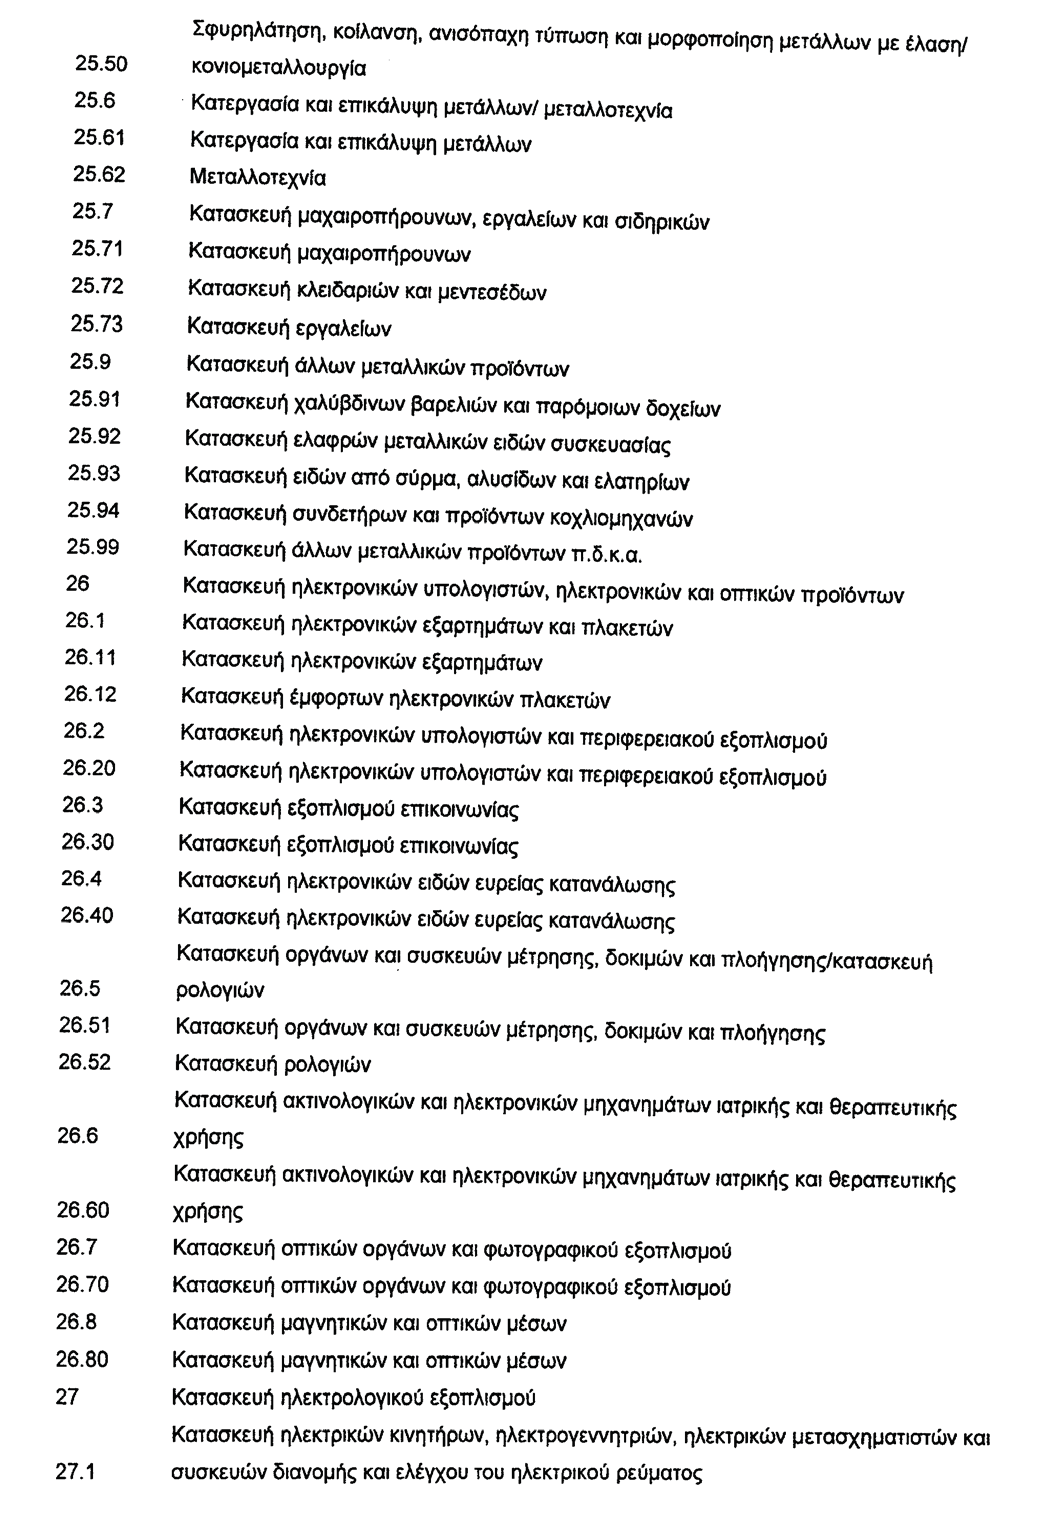 Σφυρηλάτηση, κοίλανση, ανισόπαχη τύπωση και μορφοποίηση μετάλλων με έλαση/
25.50 κονιομεταλλουργία
25.6 Κατεργασία και επικάλυψη μετάλλων/ μεταλλοτεχνία
25.61 Κατεργασία και επικάλυψη μετάλλων
25.62 Μεταλλοτεχνία
25.7 Κατασκευή μαχαιροπήρουνων, εργαλείων και σιδηρικών
25.71 Κατασκευή μαχαιροπήρουνων
25.72 Κατασκευή κλειδαριών και μεντεσέδων
25.73 Κατασκευή εργαλείων
25.9 Κατασκευή άλλων μεταλλικών προϊόντων
25.91 Κατασκευή χαλύβδινων βαρελιών και παρόμοιων δοχείων
25.92 Κατασκευή ελαφρών μεταλλικών ειδών συσκευασίας
25.93 Κατασκευή ειδών από σύρμα, αλυσίδων και ελατηρίων
25.94 Κατασκευή συνδετήρων και προϊόντων κοχλιομηχανών
25.99 Κατασκευή άλλων μεταλλικών προϊόντων π.δ.κ.α.
26 Κατασκευή ηλεκτρονικών υπολογιστών, ηλεκτρονικών και οπτικών προϊόντων
26.1 Κατασκευή ηλεκτρονικών εξαρτημάτων και πλακετών
26.11 Κατασκευή ηλεκτρονικών εξαρτημάτων
26.12 Κατασκευή έμφορτων ηλεκτρονικών πλακετών
26.2 Κατασκευή ηλεκτρονικών υπολογιστών και περιφερειακού εξοπλισμού
26.20 Κατασκευή ηλεκτρονικών υπολογιστών και περιφερειακού εξοπλισμού
26.3 Κατασκευή εξοπλισμού επικοινωνίας
26.30 Κατασκευή εξοπλισμού επικοινωνίας
26.4 Κατασκευή ηλεκτρονικών ειδών ευρείας κατανάλωσης
26.40 Κατασκευή ηλεκτρονικών ειδών ευρείας κατανάλωσης
Κατασκευή οργάνων και συσκευών μέτρησης, δοκιμών και πλοήγησης/κατασκευή
26.5 ρολογιών
26.51 Κατασκευή οργάνων και συσκευών μέτρησης, δοκιμών και πλοήγησης
26.52 Κατασκευή ρολογιών
Κατασκευή ακτινολογικών και ηλεκτρονικών μηχανημάτων ιατρικής και θεραπευτικής
26.6 χρήσης
Κατασκευή ακτινολογικών και ηλεκτρονικών μηχανημάτων ιατρικής και θεραπευτικής
26.60 χρήσης
26.7 Κατασκευή οπτικών οργάνων και φωτογραφικού εξοπλισμού
26.70 Κατασκευή οπτικών οργάνων και φωτογραφικού εξοπλισμού
26.8 Κατασκευή μαγνητικών και οπτικών μέσων
26.80 Κατασκευή μαγνητικών και οπτικών μέσων
27 Κατασκευή ηλεκτρολογικού εξοπλισμού
Κατασκευή ηλεκτρικών κινητήρων, ηλεκτρογεννητριών, ηλεκτρικών μετασχηματιστών και
27.1 συσκευών διανομής και ελέγχου του ηλεκτρικού ρεύματος